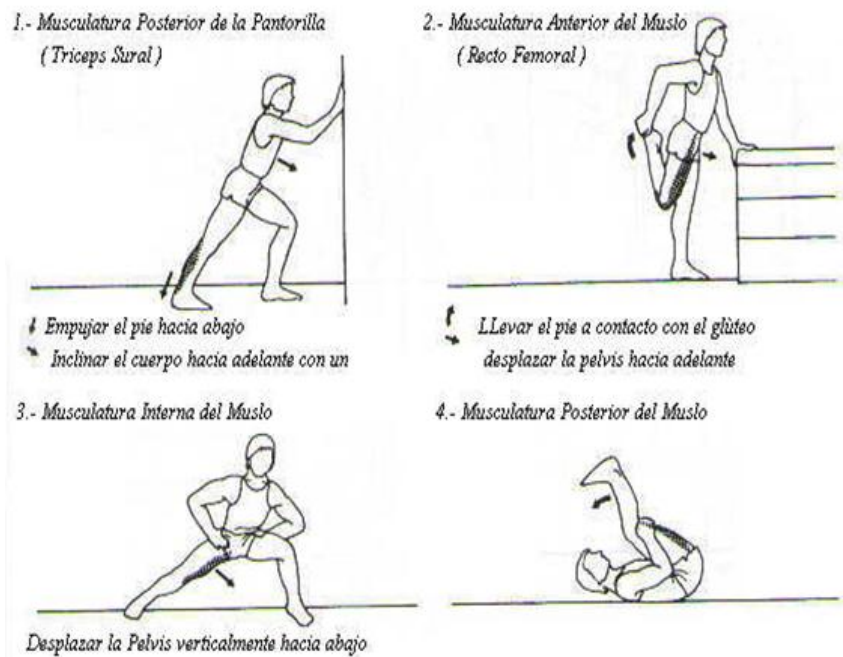 1.- Musculatura Posterior de la Pantorilla
( Triceps Sural )
2.- Musculatura Anterior del Muslo
( Recto Femoral )
Empujar el pie hacia abajo
Inclinar el cuerpo hacia adelante con un
LLevar el pie a contacto con el glùteo
desplazar la pelvis hacia adelante
3.- Musculatura Interna del Muslo
4.- Musculatura Posterior del Muslo
Desplazar la Pelvis verticalmente hacia abajo